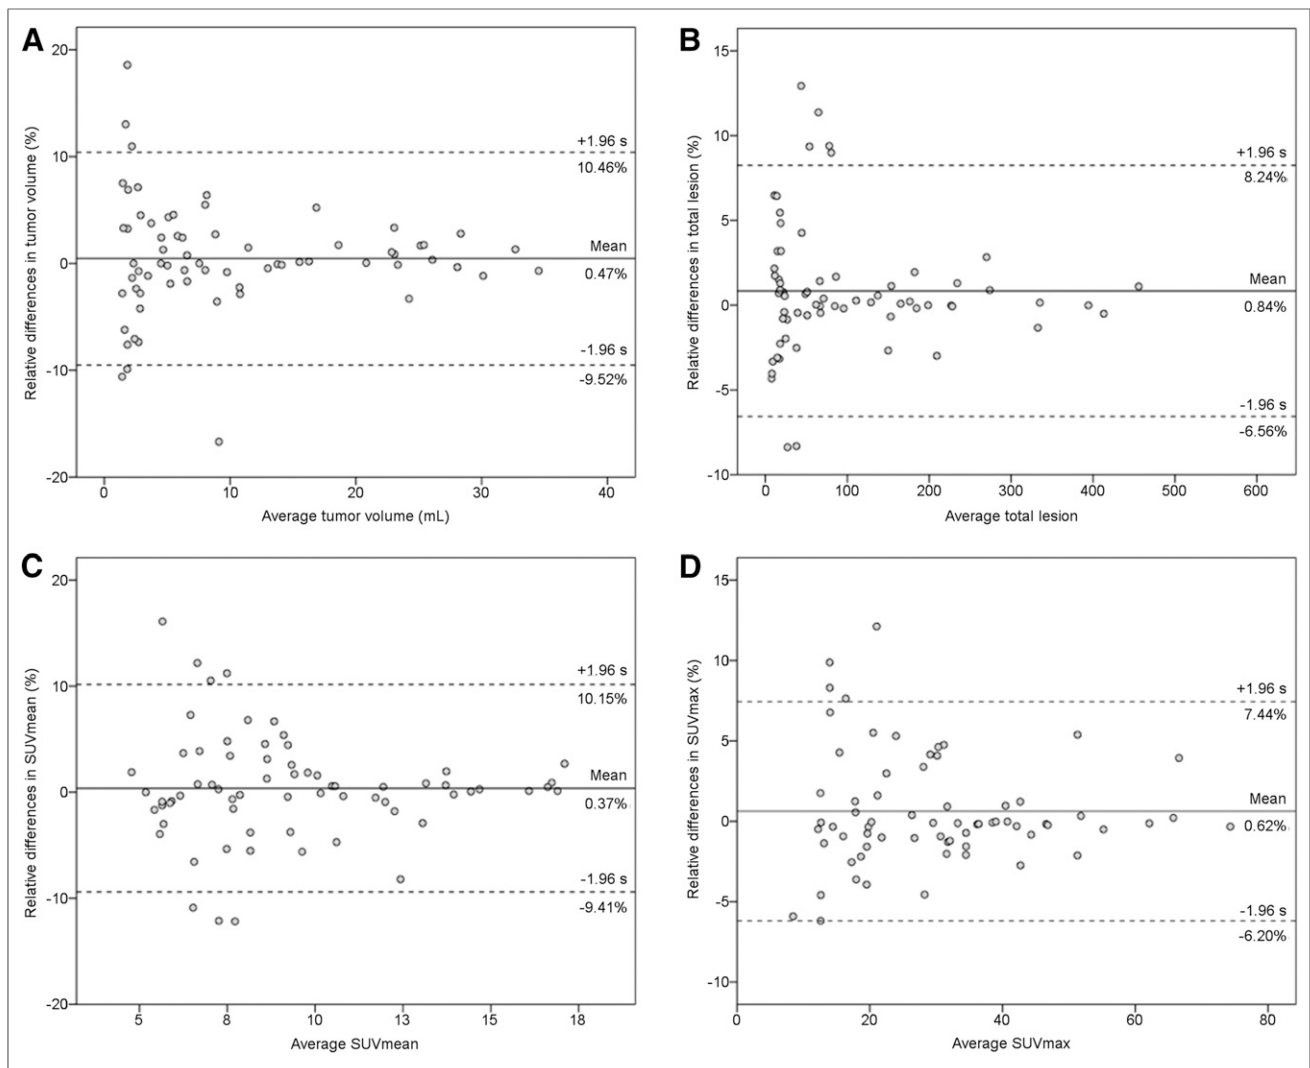 A
Relative differences in tumor volume (%)
20
10
0
-10
-20
+1.96 s
10.46%
Mean
0.47%
-1.96 s
-9.52%
0 10 20 30 40
Average tumor volume (mL)
B
Relative differences in total lesion (%)
15
10
5
0
-5
-10
+1.96 s
8.24%
Mean
0.84%
-1.96 s
-6.56%
0 100 200 300 400 500 600
Average total lesion
C
Relative differences in SUVmean (%)
20
10
0
-10
-20
+1.96 s
10.15%
Mean
0.37%
-1.96 s
-9.41%
5 8 10 13 15 18
Average SUVmean
D
Relative differences in SUVmax (%)
15
10
5
0
-5
-10
+1.96 s
7.44%
Mean
0.62%
-1.96 s
-6.20%
0 20 40 60 80
Average SUVmax